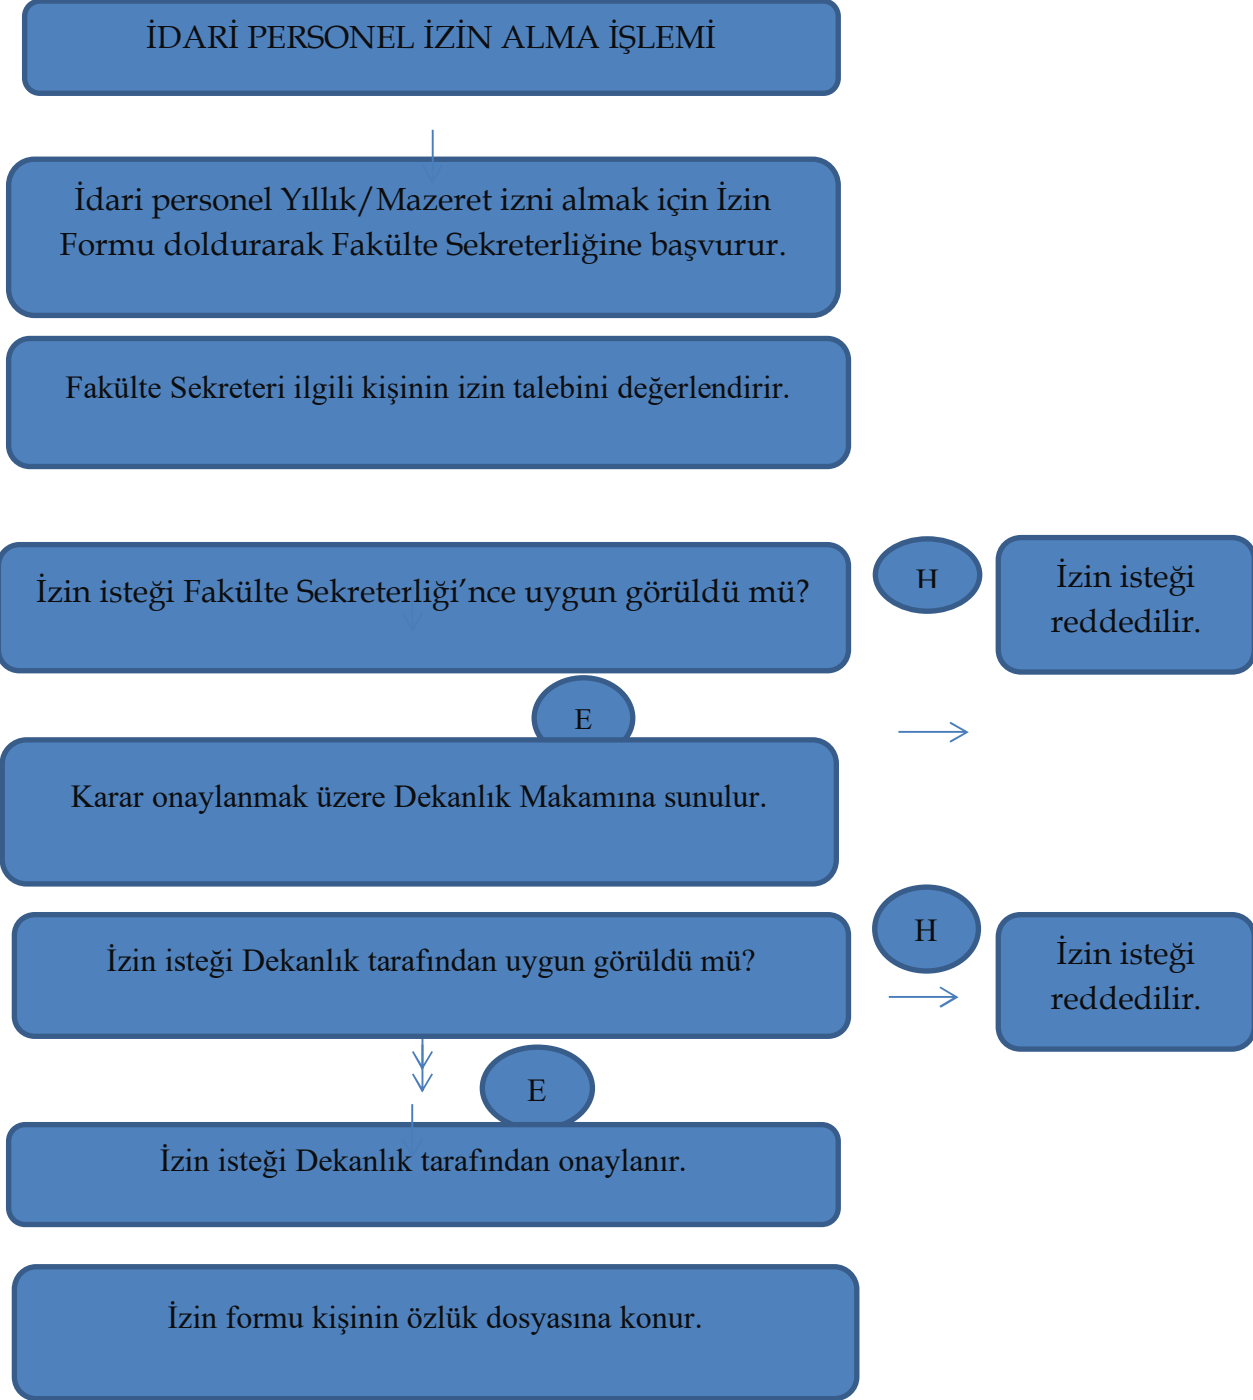 İDARİ PERSONEL İZİN ALMA İŞLEMİ
İdari personel Yıllık/Mazeret izni almak için İzin
Formu doldurarak Fakülte Sekreterliğine başvurur.
Fakülte Sekreteri ilgili kişinin izin talebini değerlendirir.
İzin isteği Fakülte Sekreterliği’nce uygun görüldü mü?
H
İzin isteği
reddedilir.
E
Karar onaylanmak üzere Dekanlık Makamına sunulur.
İzin isteği Dekanlık tarafından uygun görüldü mü?
H
İzin isteği
reddedilir.
E
İzin isteği Dekanlık tarafından onaylanır.
İzin formu kişinin özlük dosyasına konur.